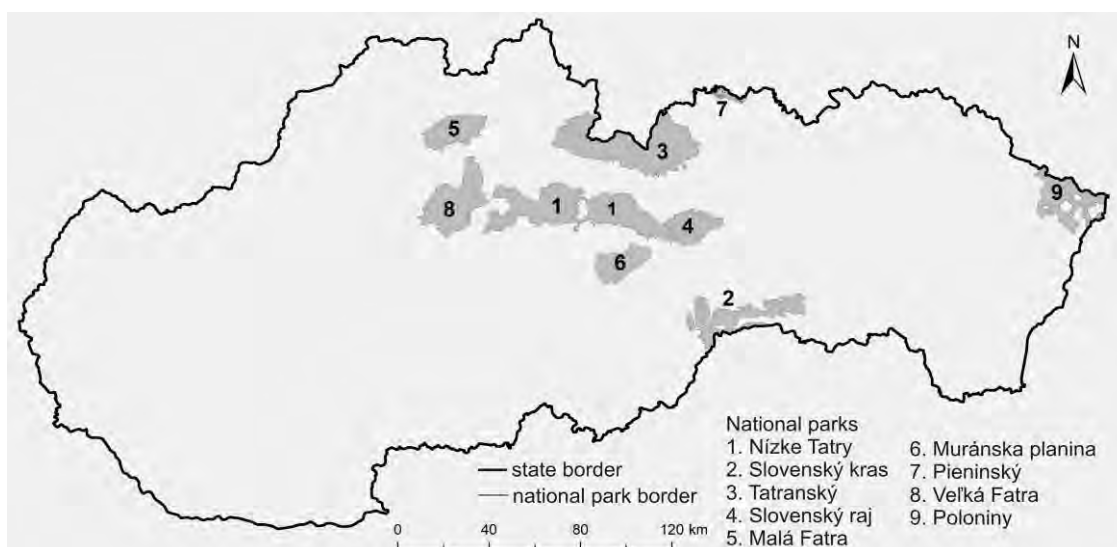 N
5
7
3
8
1
1
4
9
6
2
National parks
1. Nízke Tatry
2. Slovenský kras
3. Tatranský
4. Slovenský raj
5. Malá Fatra
6. Muránska planina
7. Pieninský
8. Veľká Fatra
9. Poloniny
state border
national park border
0 40 80 120 km